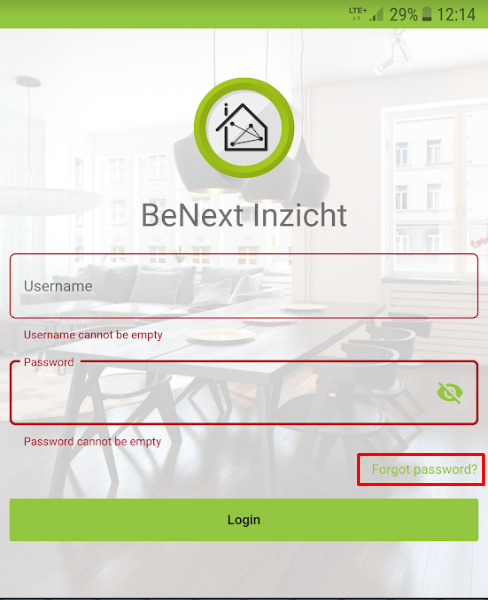 LTE+ 29% 12:14
BeNext Inzicht
Username
Username cannot be empty
Password
Password cannot be empty
Forgot password?
Login